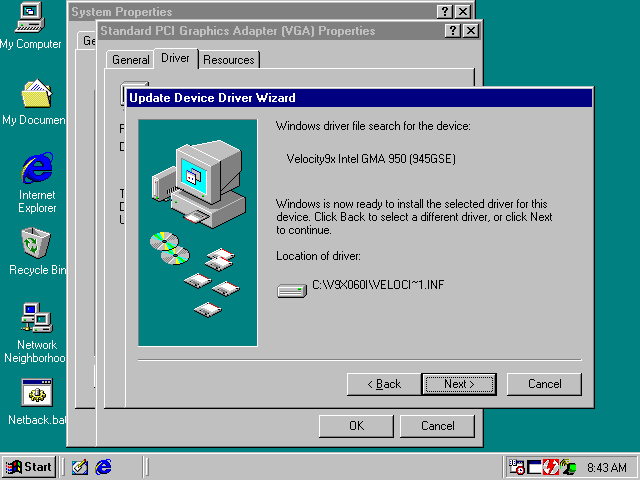 My Computer
My Documen
Internet
Explorer
Recycle Bin
Network
Neighborhoo
Netback.bat
System Properties
Ge
Standard PCI Graphics Adapter (VGA) Properties
General
Driver
Resources
Update Device Driver Wizard
Windows driver file search for the device:
Velocity9x Intel GMA 950 (945GSE)
Windows is now ready to install the selected driver for this
device. Click Back to select a different driver, or click Next
to continue.
Location of driver:
C:\V9X060I\VELOCI~1.INF
< Back
Next >
Cancel
OK
Cancel
Start
8:43 AM